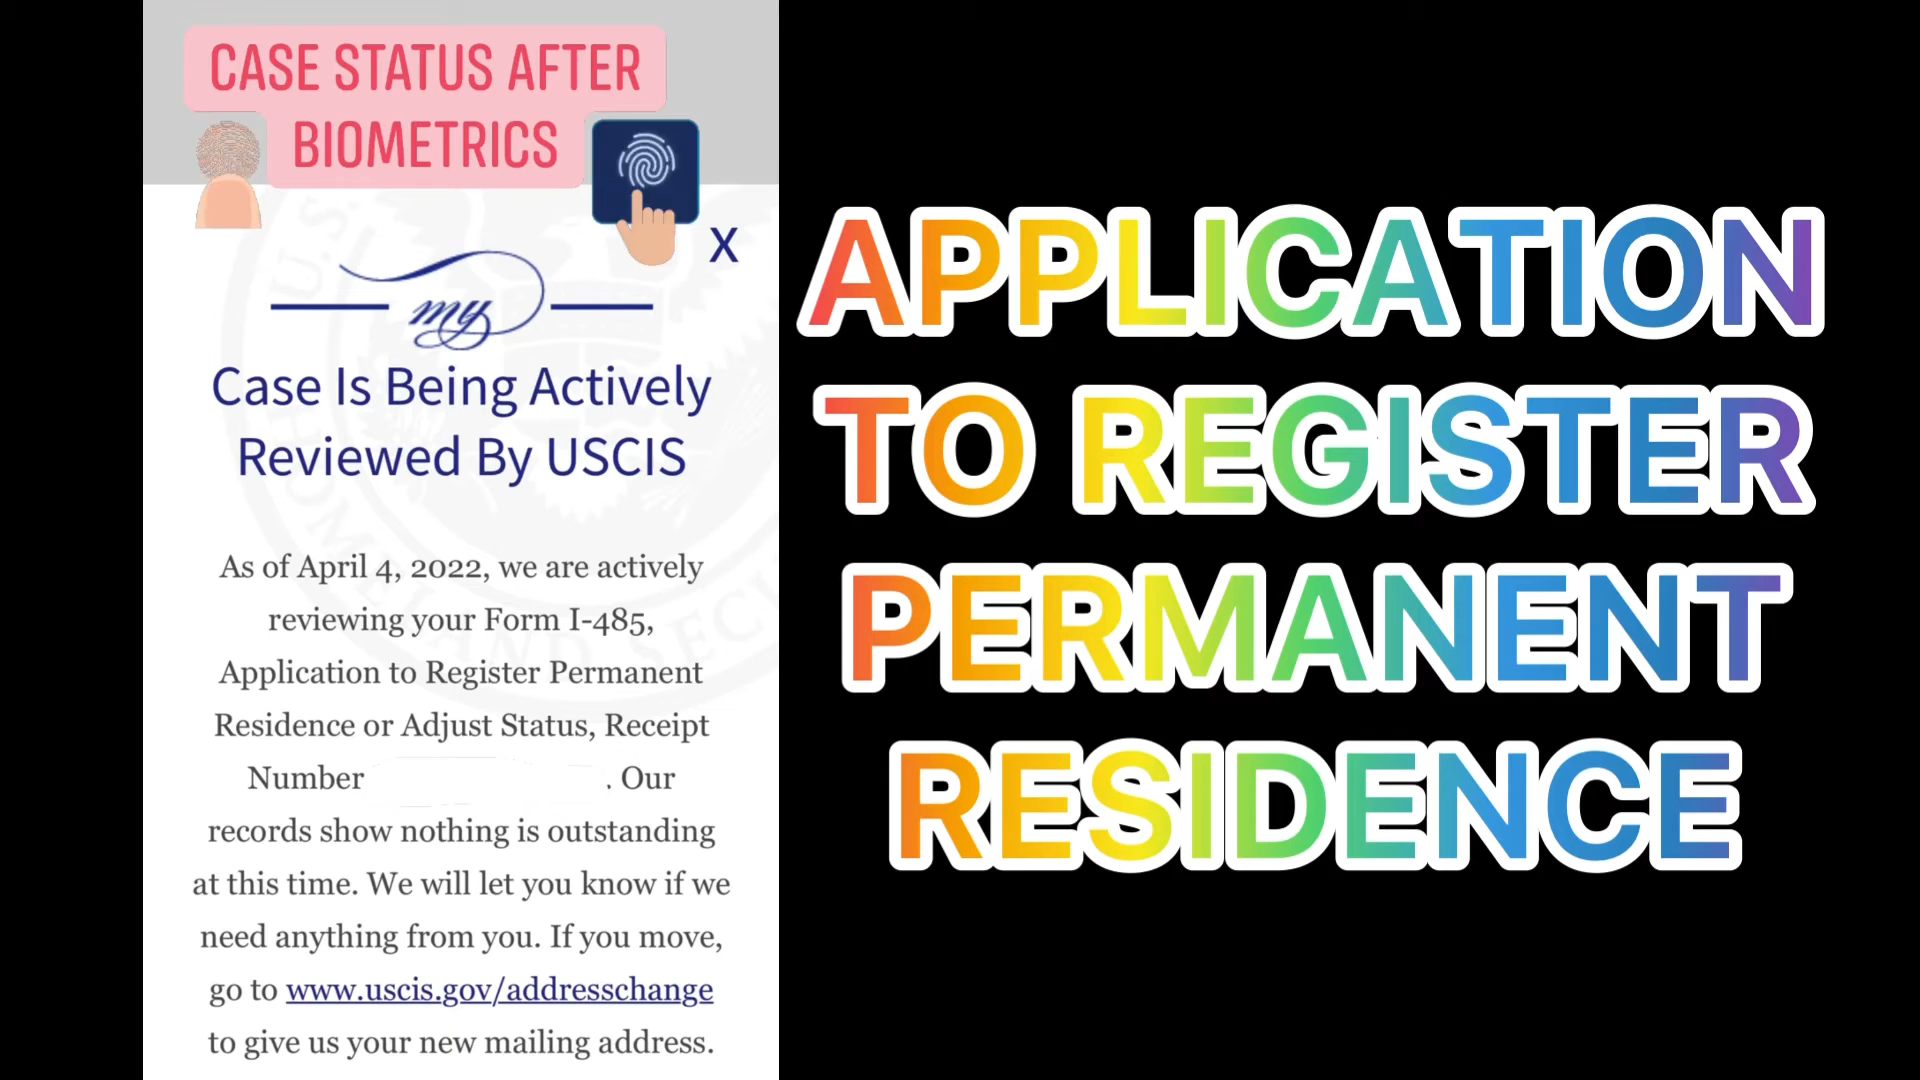 CASE STATUS AFTER
BIOMETRICS
X
my
Case Is Being Actively
Reviewed By USCIS
As of April 4, 2022, we are actively
reviewing your Form I-485,
Application to Register Permanent
Residence or Adjust Status, Receipt
Number . Our
records show nothing is outstanding
at this time. We will let you know if we
need anything from you. If you move,
go to www.uscis.gov/addresschange
to give us your new mailing address.
APPLICATION
TO REGISTER
PERMANENT
RESIDENCE